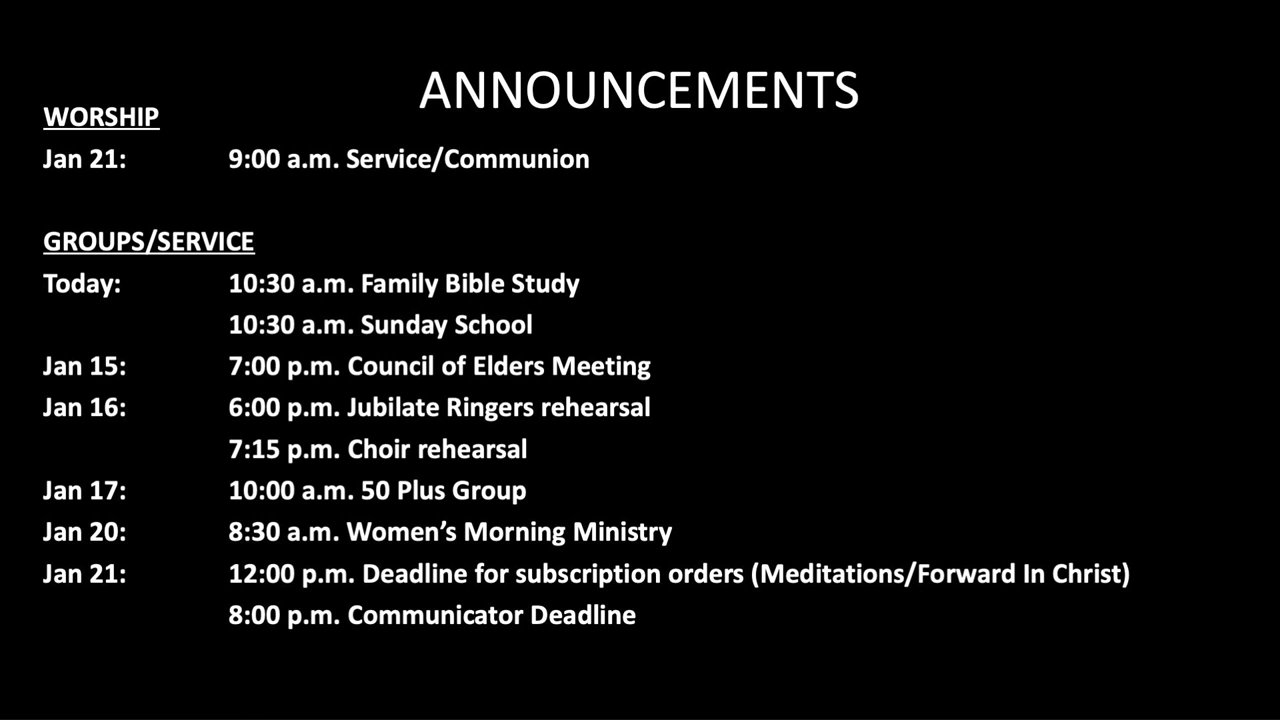 ANNOUNCEMENTS
WORSHIP
Jan 21: 9:00 a.m. Service/Communion
GROUPS/SERVICE
Today: 10:30 a.m. Family Bible Study
10:30 a.m. Sunday School
Jan 15: 7:00 p.m. Council of Elders Meeting
Jan 16: 6:00 p.m. Jubilate Ringers rehearsal
7:15 p.m. Choir rehearsal
Jan 17: 10:00 a.m. 50 Plus Group
Jan 20: 8:30 a.m. Women’s Morning Ministry
Jan 21: 12:00 p.m. Deadline for subscription orders (Meditations/Forward In Christ)
8:00 p.m. Communicator Deadline